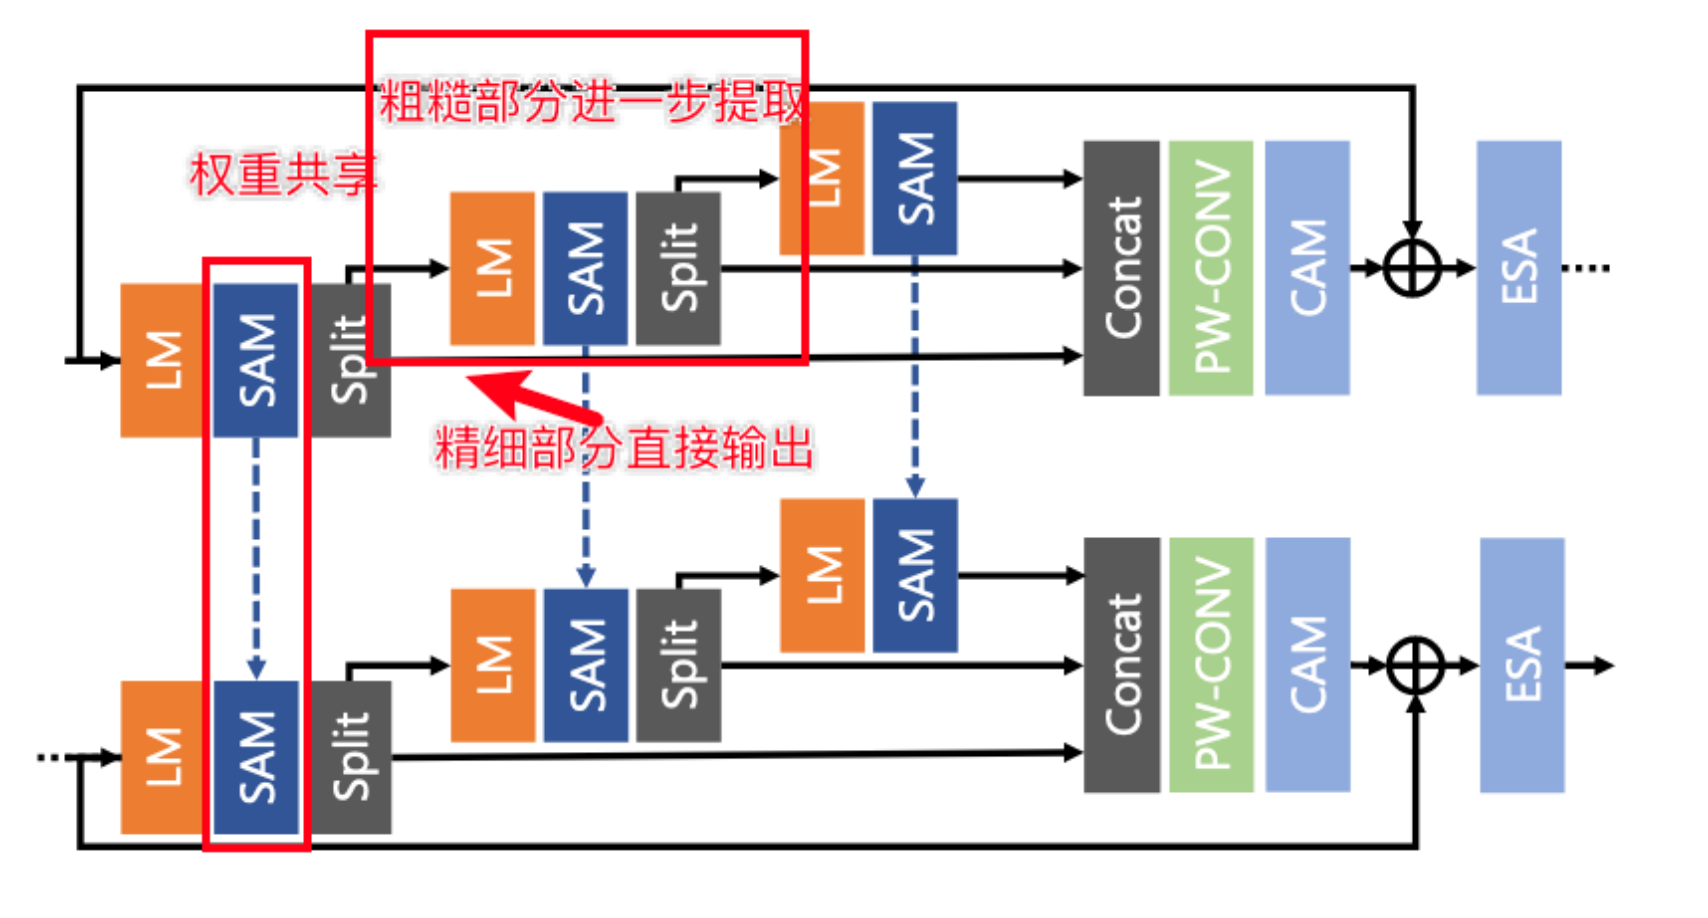 粗糙部分进一步提取
权重共享
LM
SAM
Split
LM
SAM
Split
LM
SAM
Concat
PW-CONV
CAM
ESA
精细部分直接输出
LM
SAM
Split
LM
SAM
Split
LM
SAM
Concat
PW-CONV
CAM
ESA